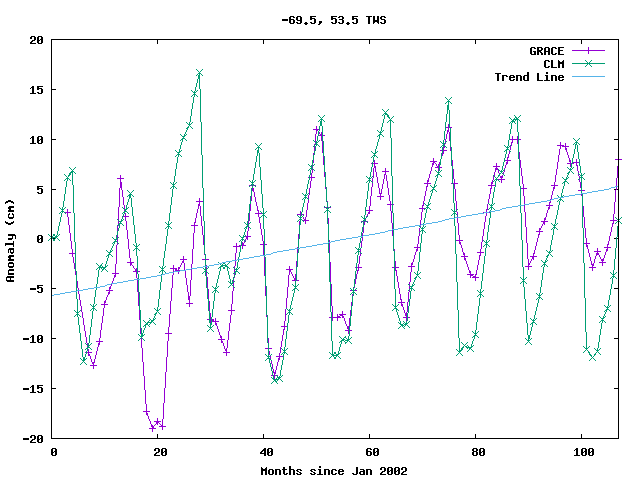 -69.5, 53.5 TWS
GRACE
CLM
Trend Line
20
15
10
5
0
-5
-10
-15
-20
Anomaly (cm)
0 20 40 60 80 100
Months since Jan 2002